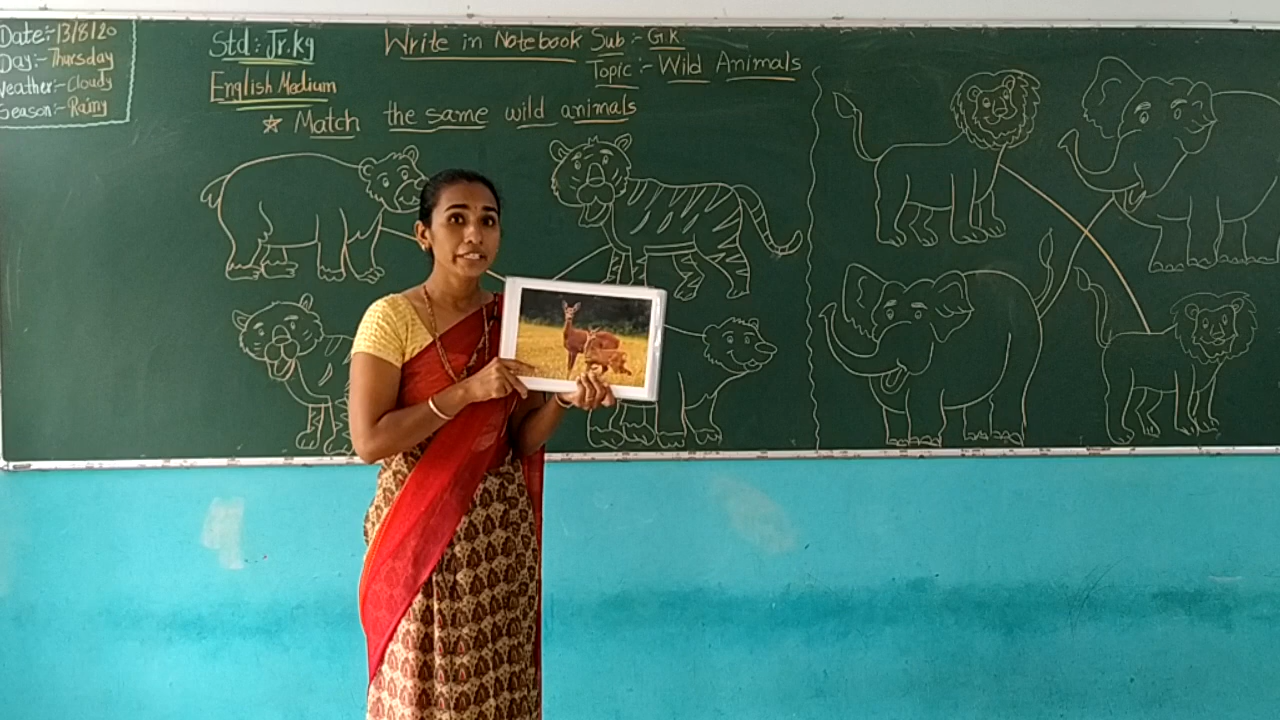 Date:-13/8/20
Day:- Thursday
Weather:-Cloudy
Season:-Rainy
Std:-Jr.kg
English Medium
Write in Notebook
Sub:- G.K
Topic:- Wild Animals
☆ Match the same wild animals